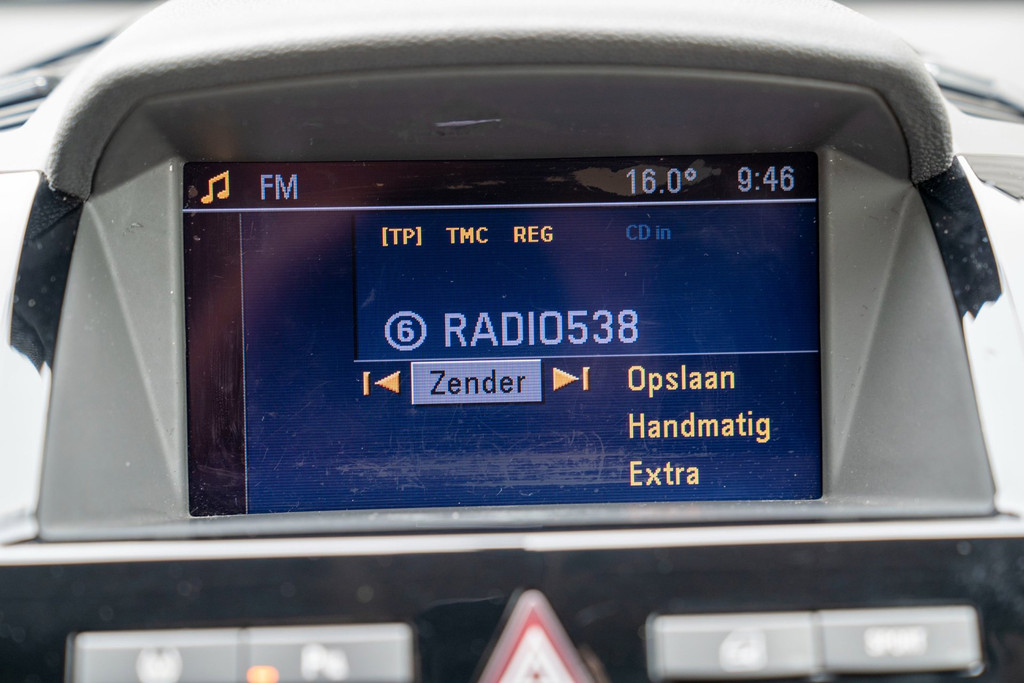 FM 16.0° 9:46
[TP] TMC REG CD in
6 RADIO538
Zender Opslaan
Handmatig
Extra